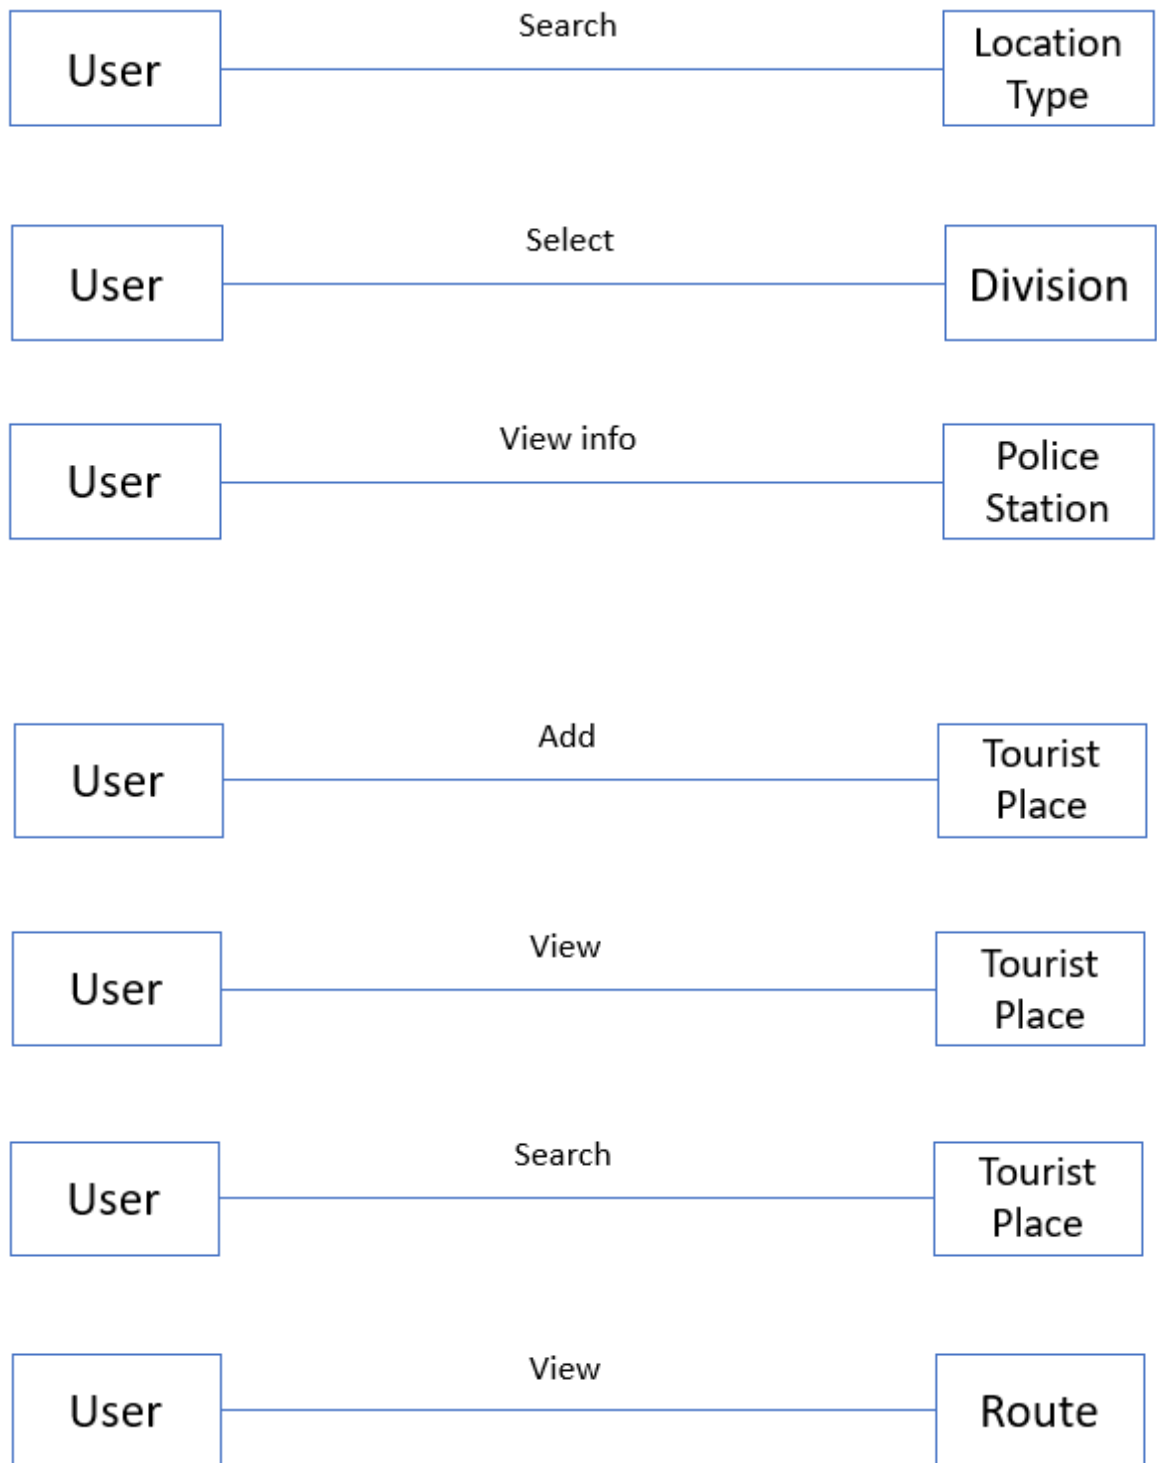 Search
User
Location
Type
Select
User
Division
View info
User
Police
Station
Add
User
Tourist
Place
View
User
Tourist
Place
Search
User
Tourist
Place
View
User
Route